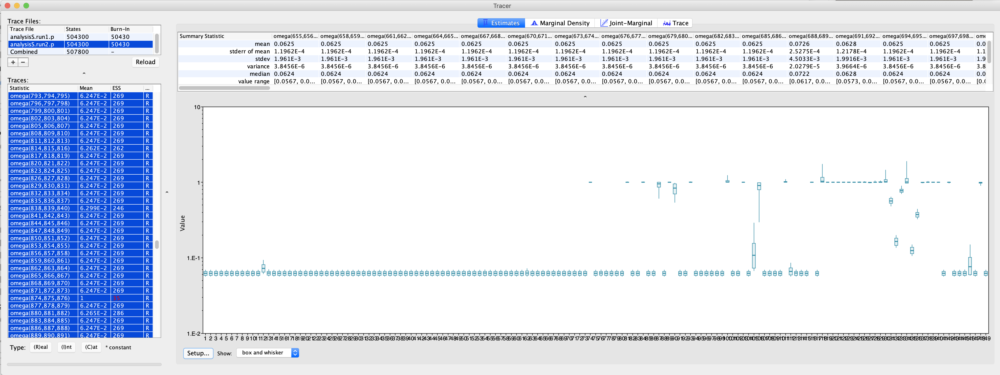 Tracer
Trace Files:
Trace File States Burn-In
analysisS.run1.p 504300 50430
analysisS.run2.p 504300 50430
Combined 507800 –
+ −
Reload
Traces:
Statistic Mean ESS ...
omega(793,794,795) 6.247E-2 269 R
omega(796,797,798) 6.247E-2 269 R
omega(799,800,801) 6.247E-2 269 R
omega(802,803,804) 6.247E-2 269 R
omega(805,806,807) 6.247E-2 269 R
omega(808,809,810) 6.247E-2 269 R
omega(811,812,813) 6.247E-2 269 R
omega(814,815,816) 6.262E-2 262 R
omega(817,818,819) 6.247E-2 269 R
omega(820,821,822) 6.247E-2 269 R
omega(823,824,825) 6.247E-2 269 R
omega(826,827,828) 6.247E-2 269 R
omega(829,830,831) 6.247E-2 269 R
omega(832,833,834) 6.247E-2 269 R
omega(835,836,837) 6.247E-2 269 R
omega(838,839,840) 6.299E-2 246 R
omega(841,842,843) 6.247E-2 269 R
omega(844,845,846) 6.247E-2 269 R
omega(847,848,849) 6.247E-2 269 R
omega(850,851,852) 6.247E-2 269 R
omega(853,854,855) 6.247E-2 269 R
omega(856,857,858) 6.247E-2 269 R
omega(859,860,861) 6.247E-2 269 R
omega(862,863,864) 6.247E-2 269 R
omega(865,866,867) 6.247E-2 269 R
omega(868,869,870) 6.247E-2 269 R
omega(871,872,873) 6.247E-2 269 R
omega(874,875,876) 1 35 R
omega(877,878,879) 6.247E-2 269 R
omega(880,881,882) 6.265E-2 286 R
omega(883,884,885) 6.247E-2 269 R
omega(886,887,888) 6.247E-2 269 R
omega(889,890,891) 6.247E-2 269 R
Type: (R)eal (I)nt (C)at * constant
Estimates Marginal Density Joint-Marginal Trace
Summary Statistic omega(655,656... omega(658,659... omega(661,662... omega(664,665... omega(667,668... omega(670,671... omega(673,674... omega(676,677... omega(679,680... omega(682,683... omega(685,686... omega(688,689... omega(691,692... omega(694,695... omega(697,698... ome
mean 0.0625 0.0625 0.0625 0.0625 0.0625 0.0625 0.0625 0.0625 0.0625 0.0625 0.0625 0.0726 0.0628 0.0625 0.0625 0.0
stderr of mean 1.1962E-4 1.1962E-4 1.1962E-4 1.1962E-4 1.1962E-4 1.1962E-4 1.1962E-4 1.1962E-4 1.1962E-4 1.1962E-4 1.1962E-4 2.5275E-4 1.2178E-4 1.1962E-4 1.1962E-4 1.1
stdev 1.961E-3 1.961E-3 1.961E-3 1.961E-3 1.961E-3 1.961E-3 1.961E-3 1.961E-3 1.961E-3 1.961E-3 1.961E-3 4.5033E-3 1.9916E-3 1.961E-3 1.961E-3 1.9
variance 3.8456E-6 3.8456E-6 3.8456E-6 3.8456E-6 3.8456E-6 3.8456E-6 3.8456E-6 3.8456E-6 3.8456E-6 3.8456E-6 3.8456E-6 2.0279E-5 3.9664E-6 3.8456E-6 3.8456E-6 3.8
median 0.0624 0.0624 0.0624 0.0624 0.0624 0.0624 0.0624 0.0624 0.0624 0.0624 0.0624 0.0722 0.0628 0.0624 0.0624 0.0
value range [0.0567, 0.0... [0.0567, 0.0... [0.0567, 0.0... [0.0567, 0.0... [0.0567, 0.0... [0.0567, 0.0... [0.0567, 0.0... [0.0567, 0.0... [0.0567, 0.0... [0.0567, 0.0... [0.0567, 0.0... [0.0617, 0.0... [0.0573, 0.0... [0.0567, 0.0... [0.0567, 0.0... [0.0
10
1
1.E-1
1.E-2
Value
1 2 3 4 5 6 7 8 9
Setup... Show: box and whisker